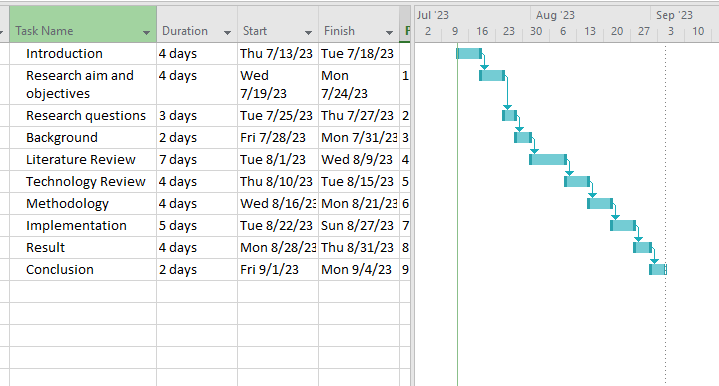 Task Name Duration Start Finish
Jul '23 Aug '23 Sep '23
2 9 16 23 30 6 13 20 27 3 10
Introduction 4 days Thu 7/13/23 Tue 7/18/23
Research aim and objectives 4 days Wed 7/19/23 Mon 7/24/23 1
Research questions 3 days Tue 7/25/23 Thu 7/27/23 2
Background 2 days Fri 7/28/23 Mon 7/31/23 3
Literature Review 7 days Tue 8/1/23 Wed 8/9/23 4
Technology Review 4 days Thu 8/10/23 Tue 8/15/23 5
Methodology 4 days Wed 8/16/23 Mon 8/21/23 6
Implementation 5 days Tue 8/22/23 Sun 8/27/23 7
Result 4 days Mon 8/28/23 Thu 8/31/23 8
Conclusion 2 days Fri 9/1/23 Mon 9/4/23 9